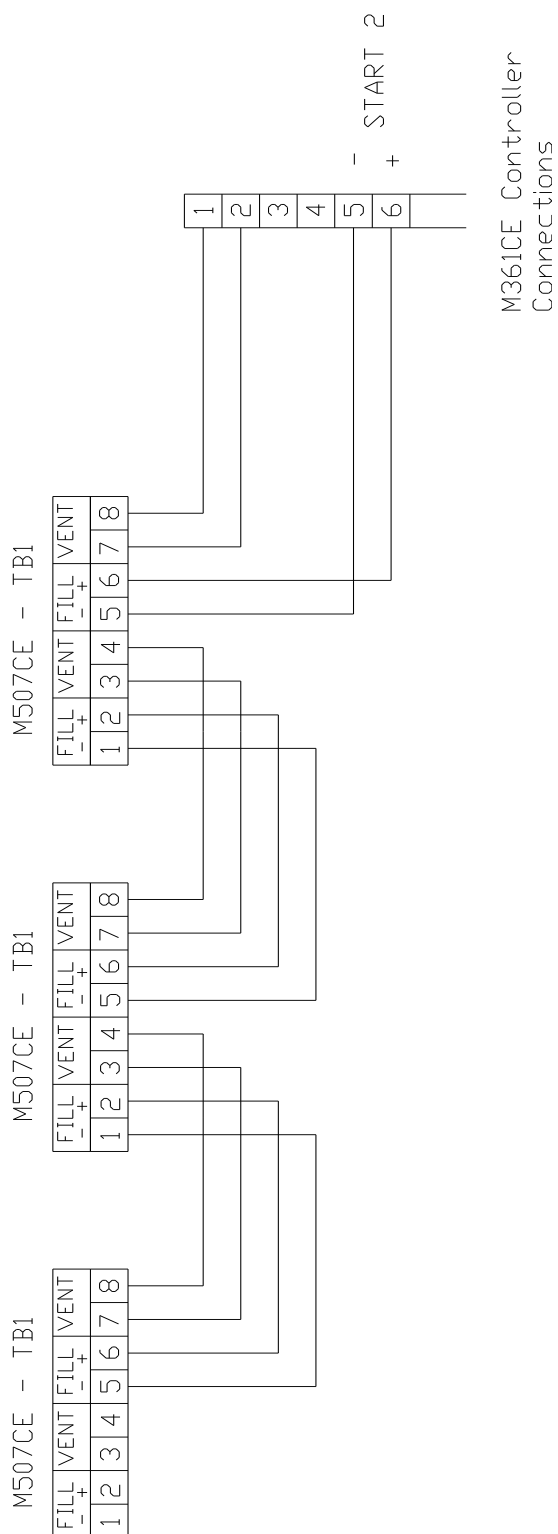 M507CE - TB1
FILL VENT FILL VENT
- + - +
1 2 3 4 5 6 7 8
M507CE - TB1
FILL VENT FILL VENT
- + - +
1 2 3 4 5 6 7 8
M507CE - TB1
FILL VENT FILL VENT
- + - +
1 2 3 4 5 6 7 8
1
2
3
4
5 -
6 +
START 2
M361CE Controller
Connections